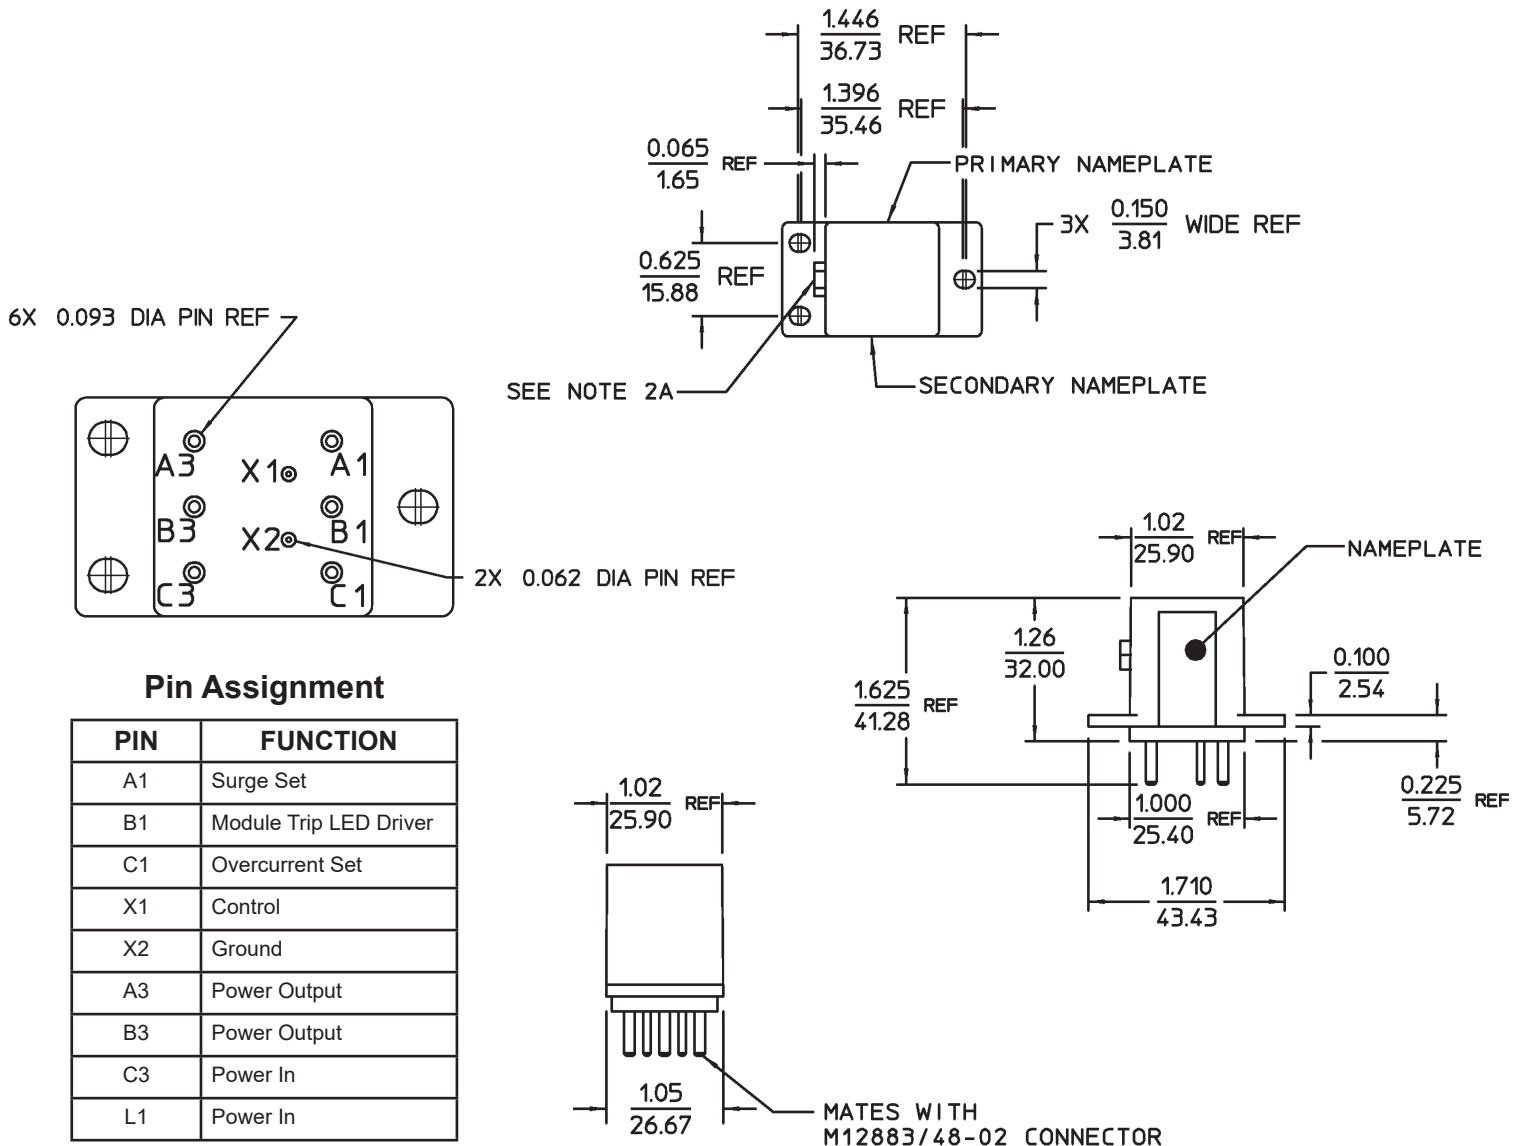 1.446
36.73 REF
1.396
35.46 REF
0.065
1.65 REF
PRIMARY NAMEPLATE
3X 0.150
3.81 WIDE REF
0.625
15.88 REF
SEE NOTE 2A
SECONDARY NAMEPLATE
6X 0.093 DIA PIN REF
A3
X1
A1
B3
X2
B1
C3
C1
2X 0.062 DIA PIN REF
1.02
25.90 REF
NAMEPLATE
1.26
32.00
1.625
41.28 REF
0.100
2.54
0.225
5.72 REF
1.000
25.40 REF
1.710
43.43
Pin Assignment
PIN FUNCTION
A1 Surge Set
B1 Module Trip LED Driver
C1 Overcurrent Set
X1 Control
X2 Ground
A3 Power Output
B3 Power Output
C3 Power In
L1 Power In
1.02
25.90 REF
1.05
26.67
MATES WITH
M12883/48-02 CONNECTOR